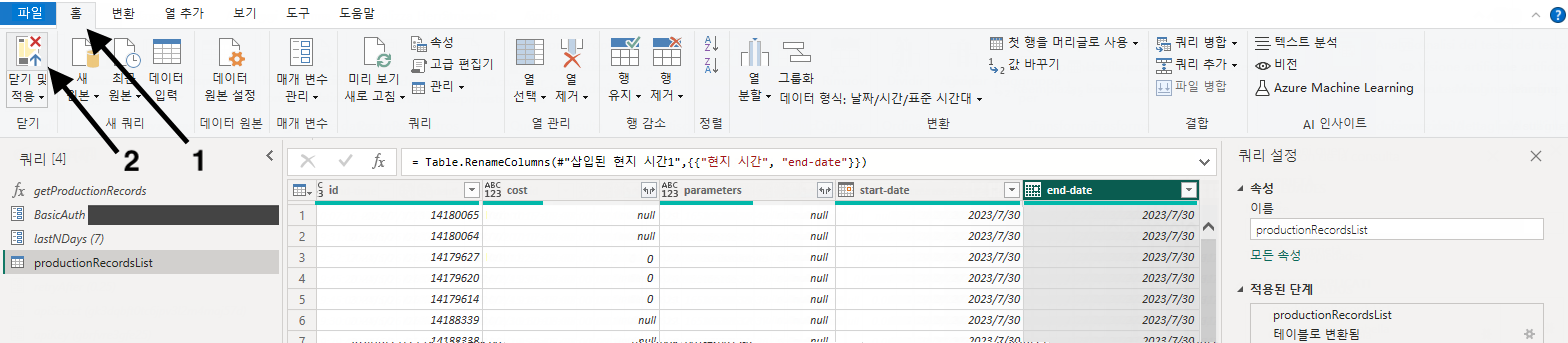 파일 홈 변환 열 추가 보기 도구 도움말
닫기 및
적용
새
원본
최근
원본
데이터
입력
데이터
원본 설정
매개 변수
관리
미리 보기
새로 고침
속성
고급 편집기
관리
열
선택
열
제거
행
유지
행
제거
열
분할
그룹화
데이터 형식: 날짜/시간/표준 시간대
첫 행을 머리글로 사용
값 바꾸기
쿼리 병합
쿼리 추가
파일 병합
텍스트 분석
비전
Azure Machine Learning
닫기 새 쿼리 데이터 원본 매개 변수 쿼리 열 관리 행 감소 정렬 변환 결합 AI 인사이트
2 1
쿼리 [4]
fx getProductionRecords
BasicAuth
lastNDays (7)
productionRecordsList
fx = Table.RenameColumns(#"삽입된 현지 시간1",{{"현지 시간", "end-date"}})
id ABC 123 cost ABC 123 parameters start-date end-date
1 14180065 null null 2023/7/30 2023/7/30
2 14180064 null null 2023/7/30 2023/7/30
3 14179627 0 null 2023/7/30 2023/7/30
4 14179620 0 null 2023/7/30 2023/7/30
5 14179614 0 null 2023/7/30 2023/7/30
6 14188339 null null 2023/7/30 2023/7/30
쿼리 설정
속성
이름
productionRecordsList
모든 속성
적용된 단계
productionRecordsList
테이블로 변환됨